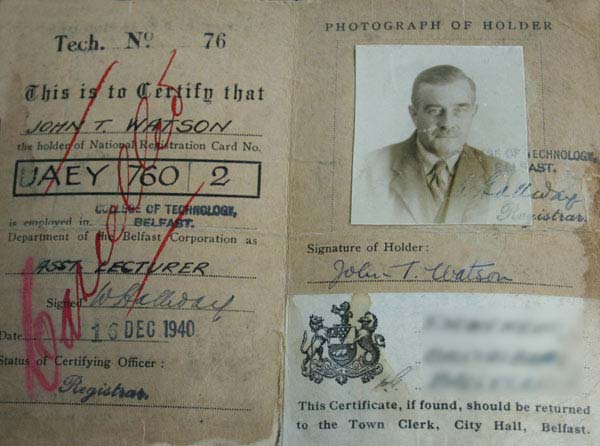 Tech. No 76
This is to Certify that
JOHN T. WATSON
the holder of National Registration Card No.
UAEY 760 2
COLLEGE OF TECHNOLOGY,
is employed in BELFAST.
Department of the Belfast Corporation as
ASST. LECTURER
Signed
Date 16 DEC 1940
Status of Certifying Officer :
Registrar.
Cancelled
PHOTOGRAPH OF HOLDER
OF TECHNOLOGY,
BELFAST.
Registrar.
Signature of Holder :
John T. Watson
This Certificate, if found, should be returned
to the Town Clerk, City Hall, Belfast.